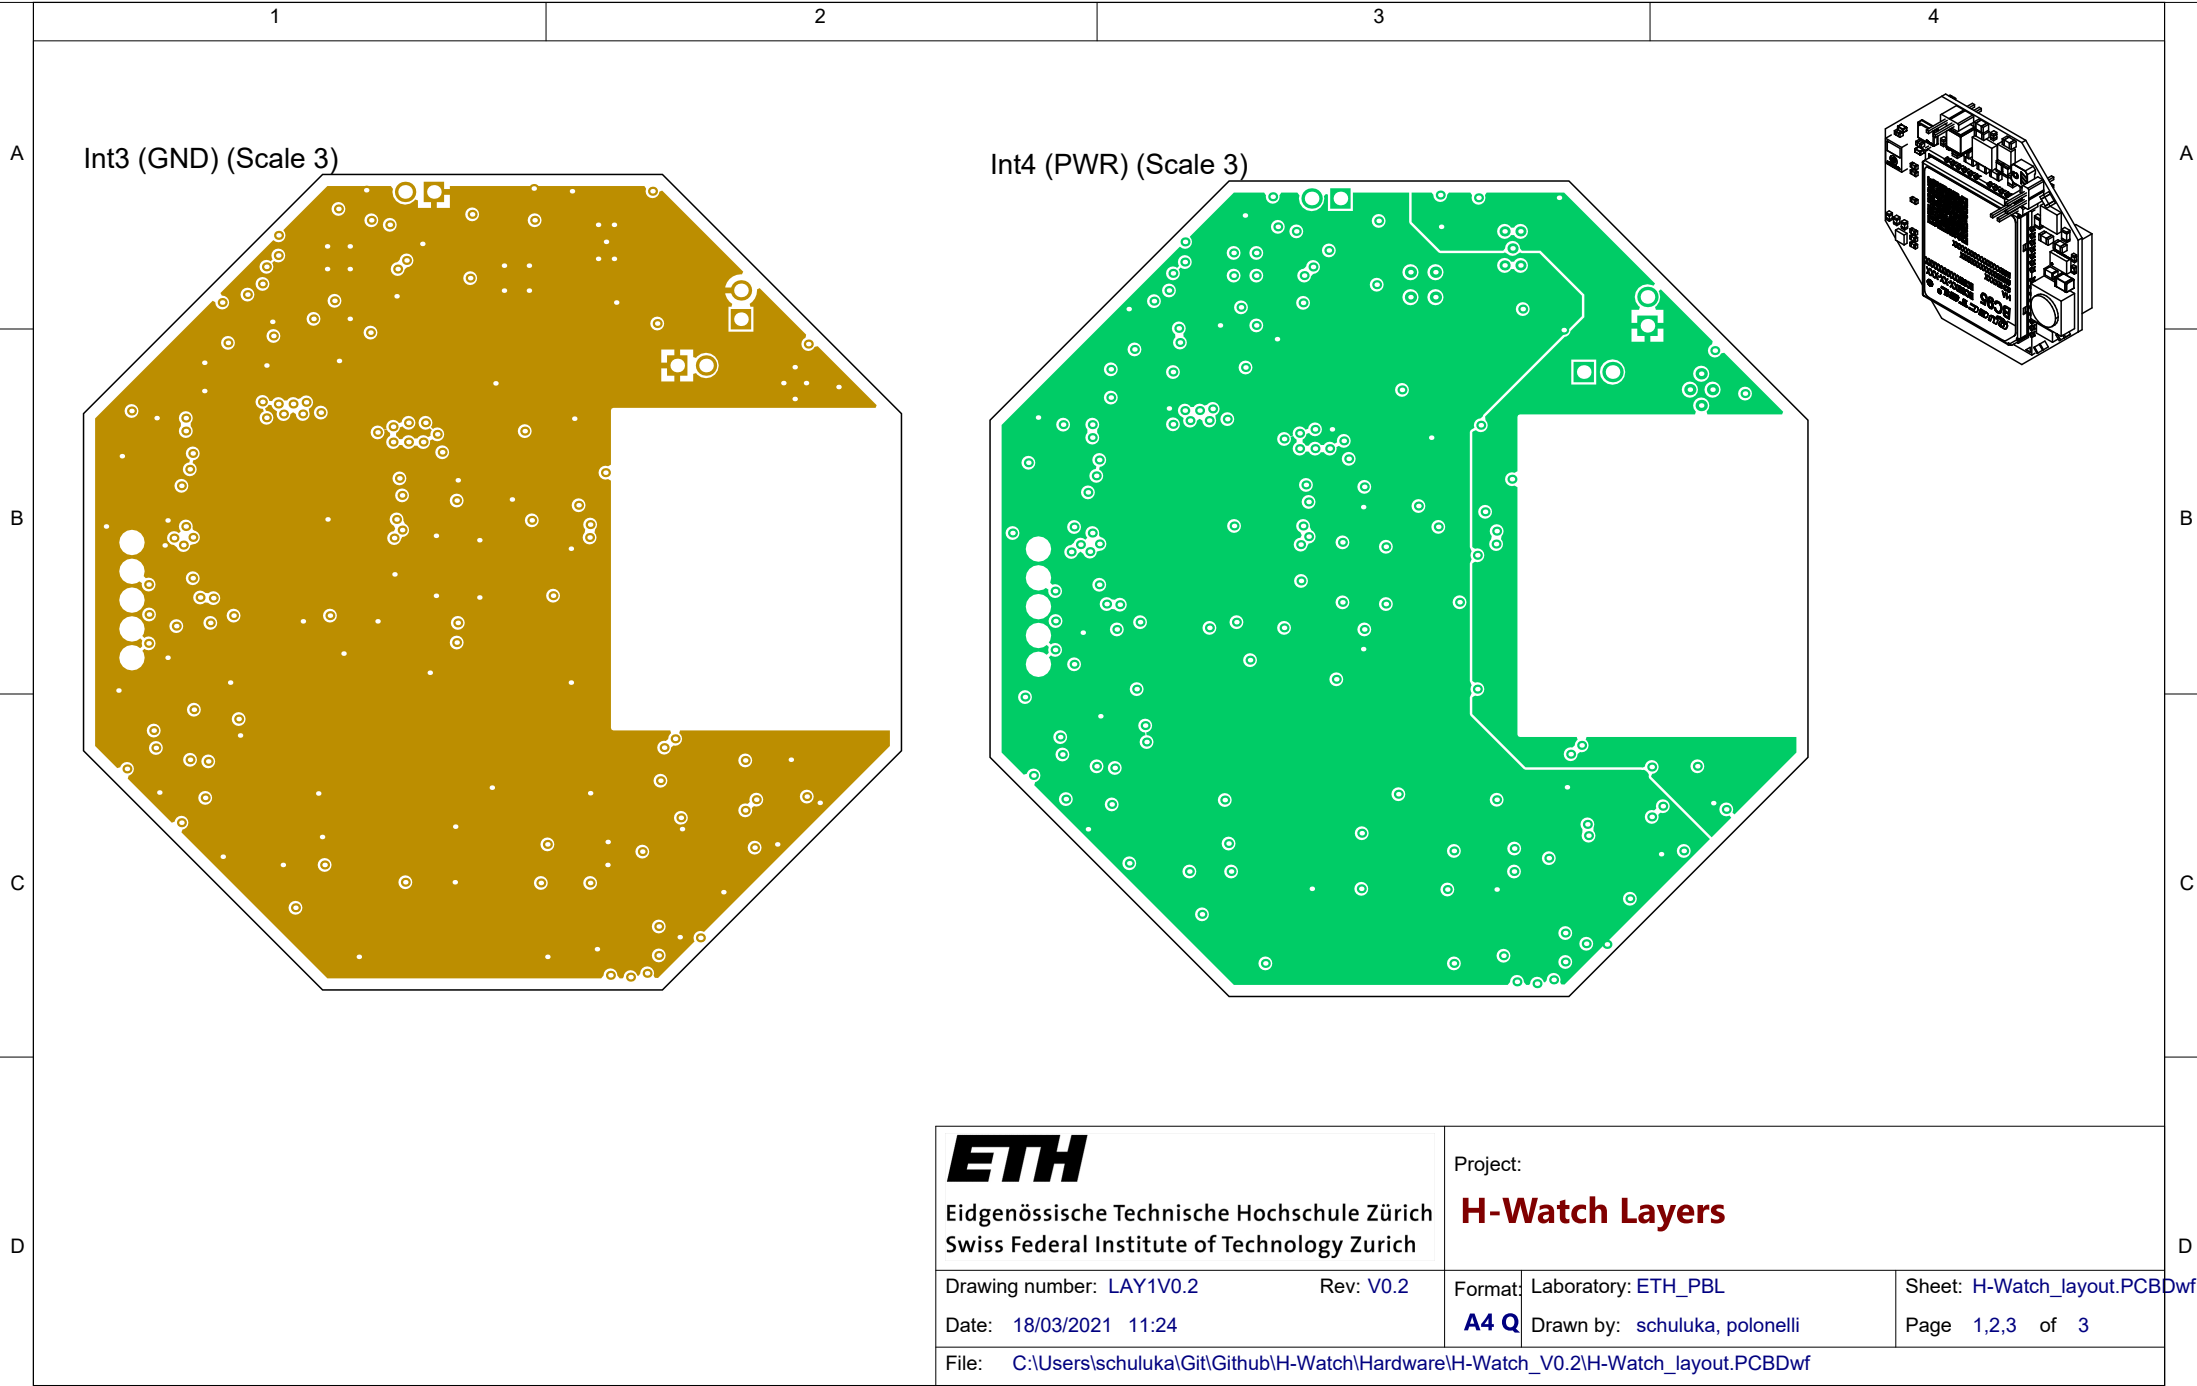 1 2 3 4
A A
Int3 (GND) (Scale 3)
Int4 (PWR) (Scale 3)
BC95
B B
C C
D D
ETH
Eidgenössische Technische Hochschule Zürich
Swiss Federal Institute of Technology Zurich
Project:
H-Watch Layers
Drawing number: LAY1V0.2 Rev: V0.2
Format: A4 Q
Laboratory: ETH_PBL
Sheet: H-Watch_layout.PCBDwf
Date: 18/03/2021 11:24
Drawn by: schuluka, polonelli
Page 1,2,3 of 3
File: C:\Users\schuluka\Git\Github\H-Watch\Hardware\H-Watch_V0.2\H-Watch_layout.PCBDwf